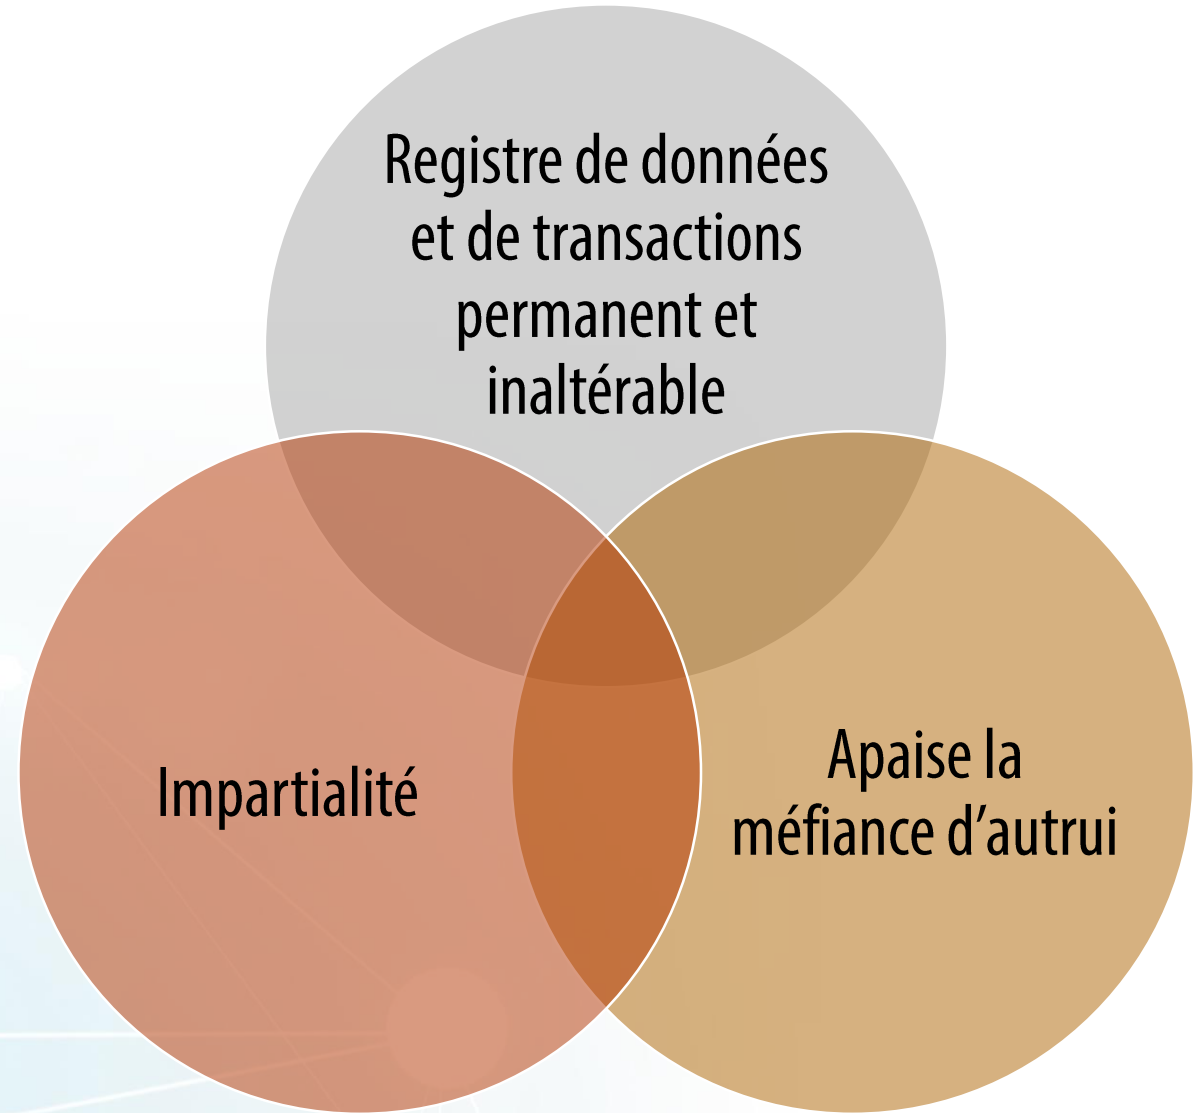 Registre de données
et de transactions
permanent et
inaltérable
Impartialité
Apaise la
méfiance d’autrui